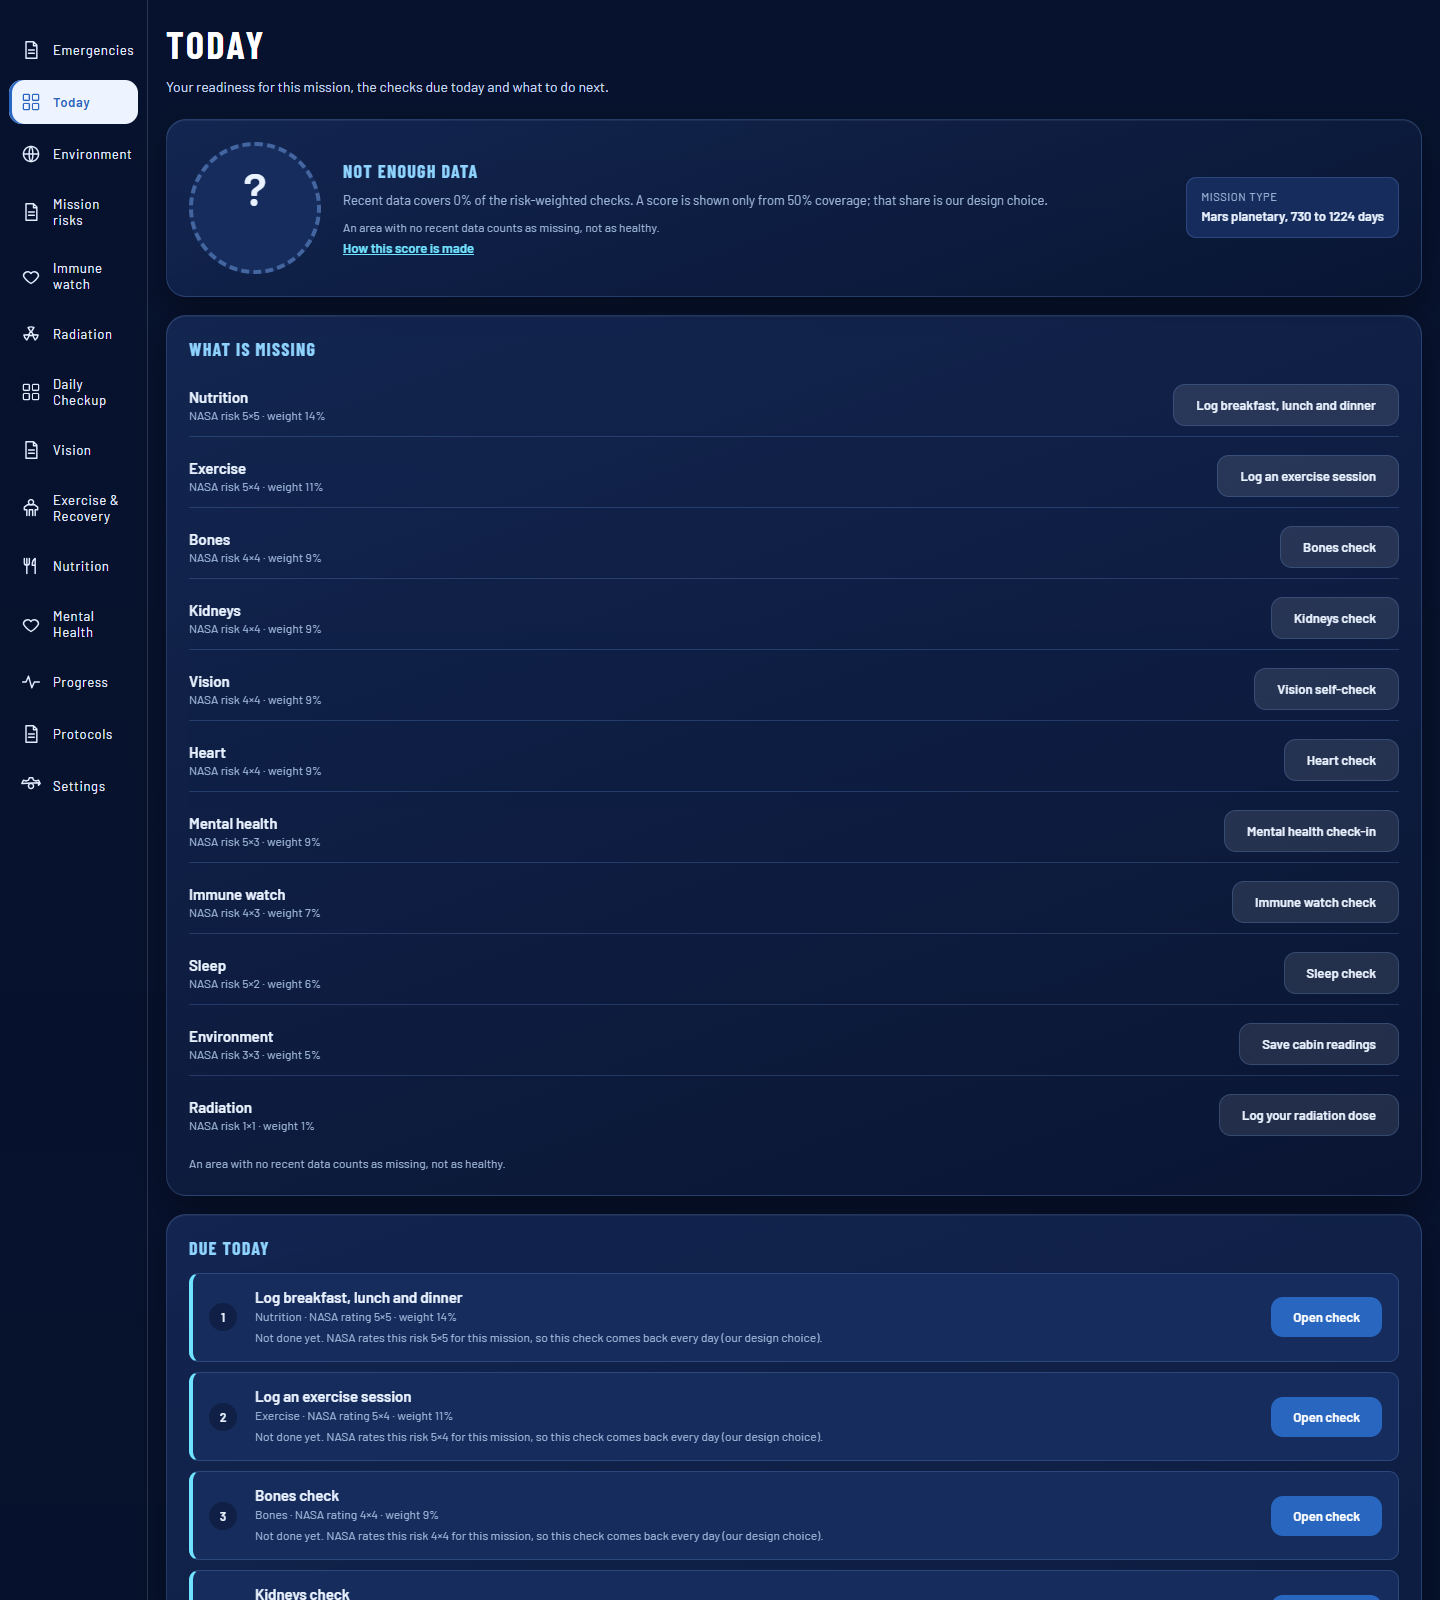 Emergencies
Today
Environment
Mission
risks
Immune
watch
Radiation
Daily
Checkup
Vision
Exercise &
Recovery
Nutrition
Mental
Health
Progress
Protocols
Settings
TODAY
Your readiness for this mission, the checks due today and what to do next.
?
NOT ENOUGH DATA
Recent data covers 0% of the risk-weighted checks. A score is shown only from 50% coverage; that share is our design choice.
An area with no recent data counts as missing, not as healthy.
How this score is made
MISSION TYPE
Mars planetary, 730 to 1224 days
WHAT IS MISSING
Nutrition
NASA risk 5×5 · weight 14%
Log breakfast, lunch and dinner
Exercise
NASA risk 5×4 · weight 11%
Log an exercise session
Bones
NASA risk 4×4 · weight 9%
Bones check
Kidneys
NASA risk 4×4 · weight 9%
Kidneys check
Vision
NASA risk 4×4 · weight 9%
Vision self-check
Heart
NASA risk 4×4 · weight 9%
Heart check
Mental health
NASA risk 5×3 · weight 9%
Mental health check-in
Immune watch
NASA risk 4×3 · weight 7%
Immune watch check
Sleep
NASA risk 5×2 · weight 6%
Sleep check
Environment
NASA risk 3×3 · weight 5%
Save cabin readings
Radiation
NASA risk 1×1 · weight 1%
Log your radiation dose
An area with no recent data counts as missing, not as healthy.
DUE TODAY
1
Log breakfast, lunch and dinner
Nutrition · NASA rating 5×5 · weight 14%
Not done yet. NASA rates this risk 5×5 for this mission, so this check comes back every day (our design choice).
Open check
2
Log an exercise session
Exercise · NASA rating 5×4 · weight 11%
Not done yet. NASA rates this risk 5×4 for this mission, so this check comes back every day (our design choice).
Open check
3
Bones check
Bones · NASA rating 4×4 · weight 9%
Not done yet. NASA rates this risk 4×4 for this mission, so this check comes back every day (our design choice).
Open check
Kidneys check